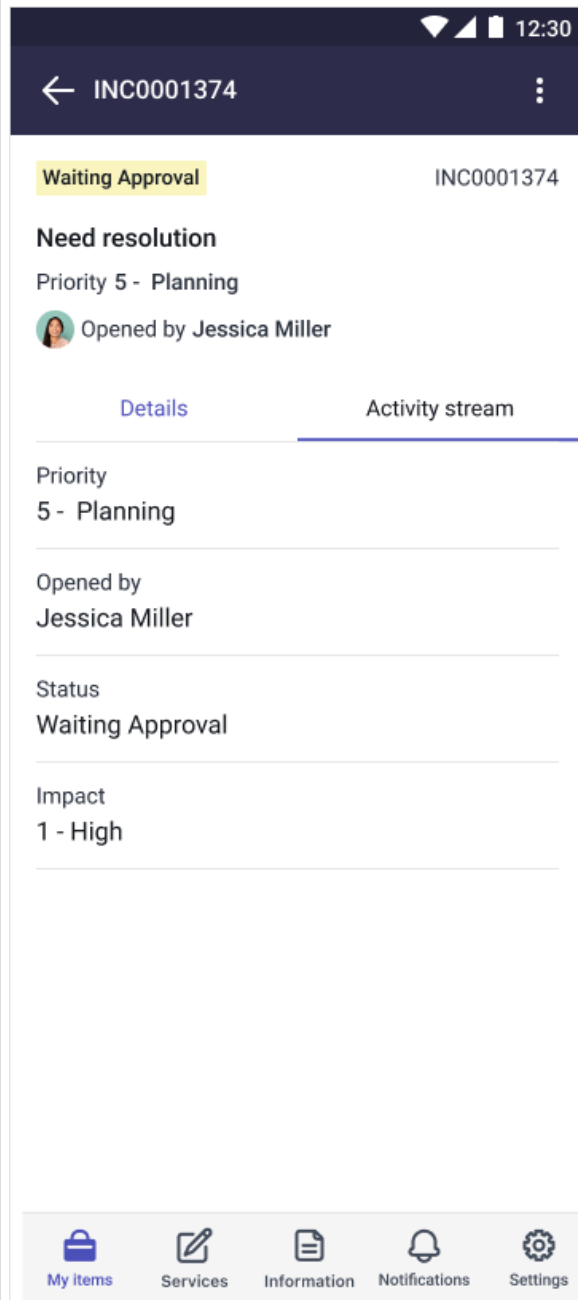 12:30
INC0001374
Waiting Approval INC0001374
Need resolution
Priority 5 - Planning
Opened by Jessica Miller
Details Activity stream
Priority
5 - Planning
Opened by
Jessica Miller
Status
Waiting Approval
Impact
1 - High
My items Services Information Notifications Settings